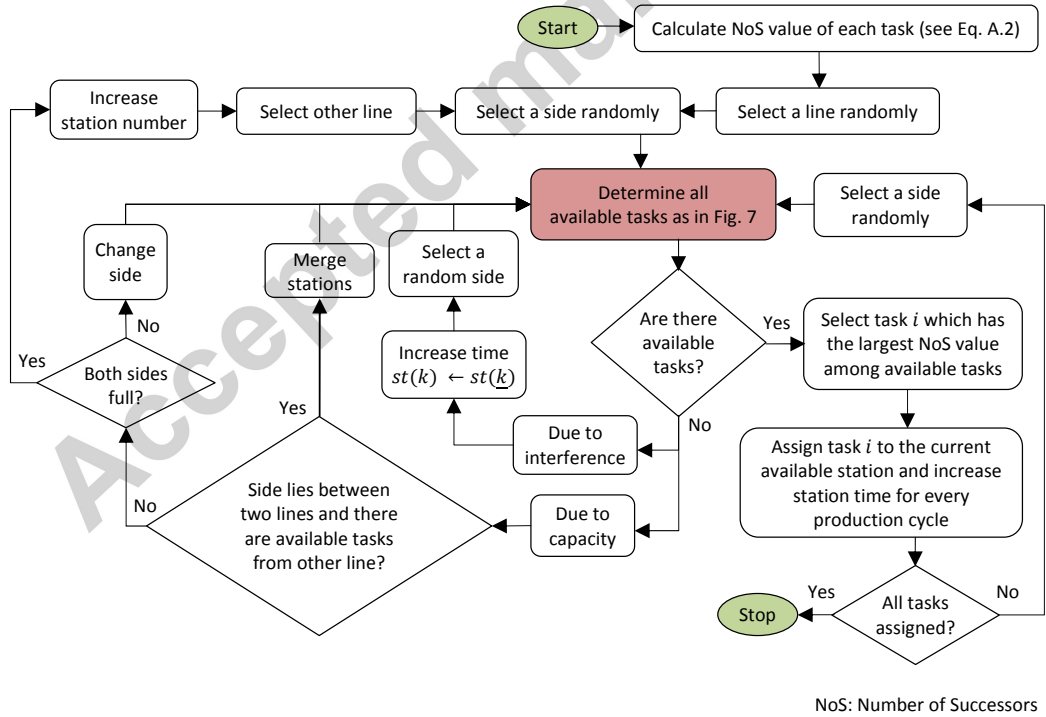 Start
Calculate NoS value of each task (see Eq. A.2)
Increase
station number
Select other line
Select a side randomly
Select a line randomly
Determine all
available tasks as in Fig. 7
Select a side
randomly
Change
side
Merge
stations
Select a
random side
No
Are there
available
tasks?
Yes
Select task i which has
the largest NoS value
among available tasks
Yes
Both sides
full?
Increase time
st(k) ← st(k)
Yes
No
Due to
interference
Assign task i to the current
available station and increase
station time for every
production cycle
No
Side lies between
two lines and there
are available tasks
from other line?
Due to
capacity
Yes
No
Stop
All tasks
assigned?
NoS: Number of Successors
Accepted ma